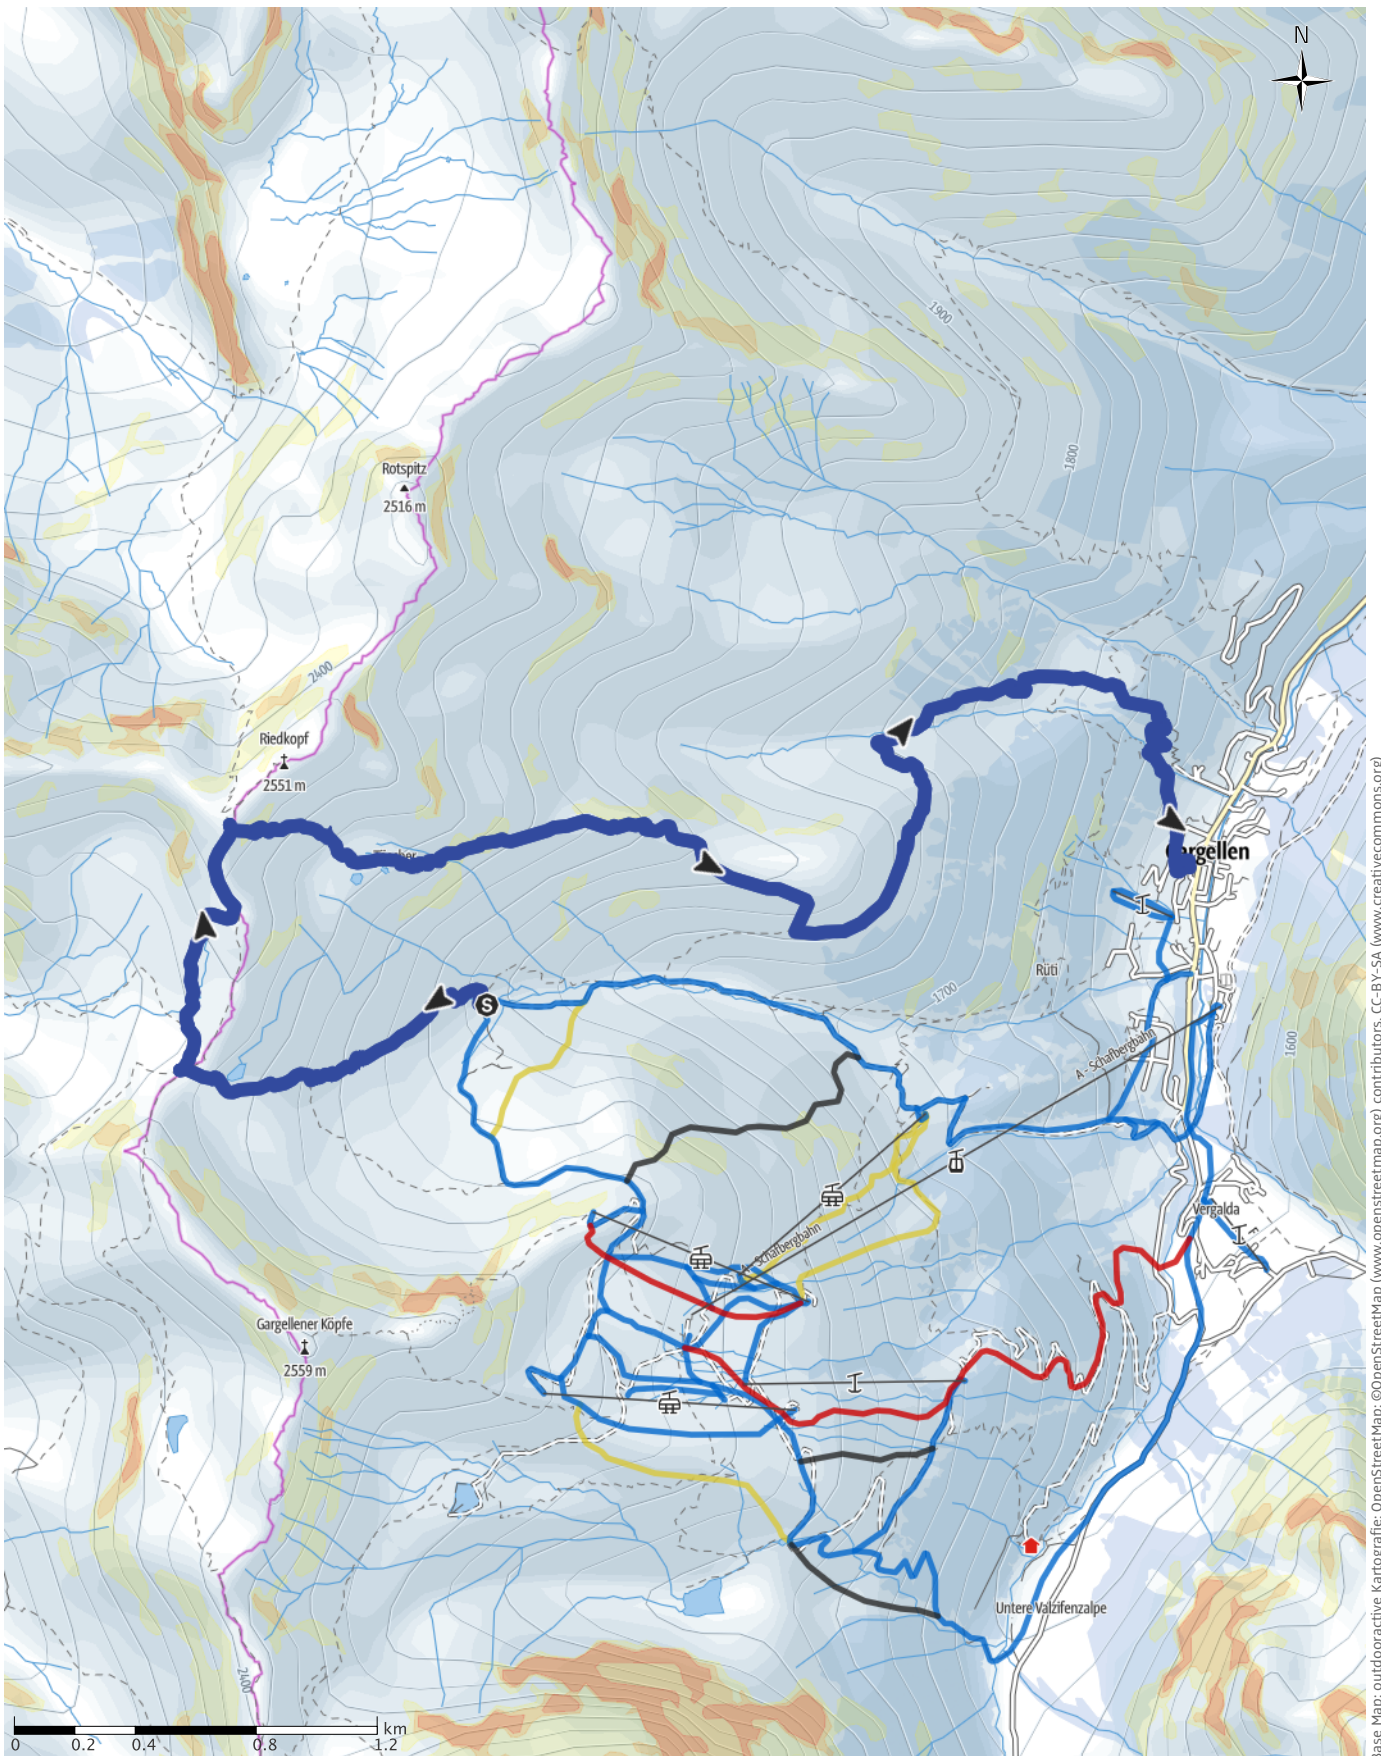 N
1900
1800
Rotspitz
2516 m
2400
Riedkopf
2551 m
Gargellen
Rüti
1700
A - Schafbergbahn
1600
S
Vergalda
A - Schafbergbahn
Gargellener Köpfe
2559 m
Untere Valzifenzalpe
2400
km
0 0.2 0.4 0.8 1.2
ase Map: outdooractive Kartografie; OpenStreetMap: ©OpenStreetMap (www.openstreetmap.org) contributors, CC-BY-SA (www.creativecommons.org)